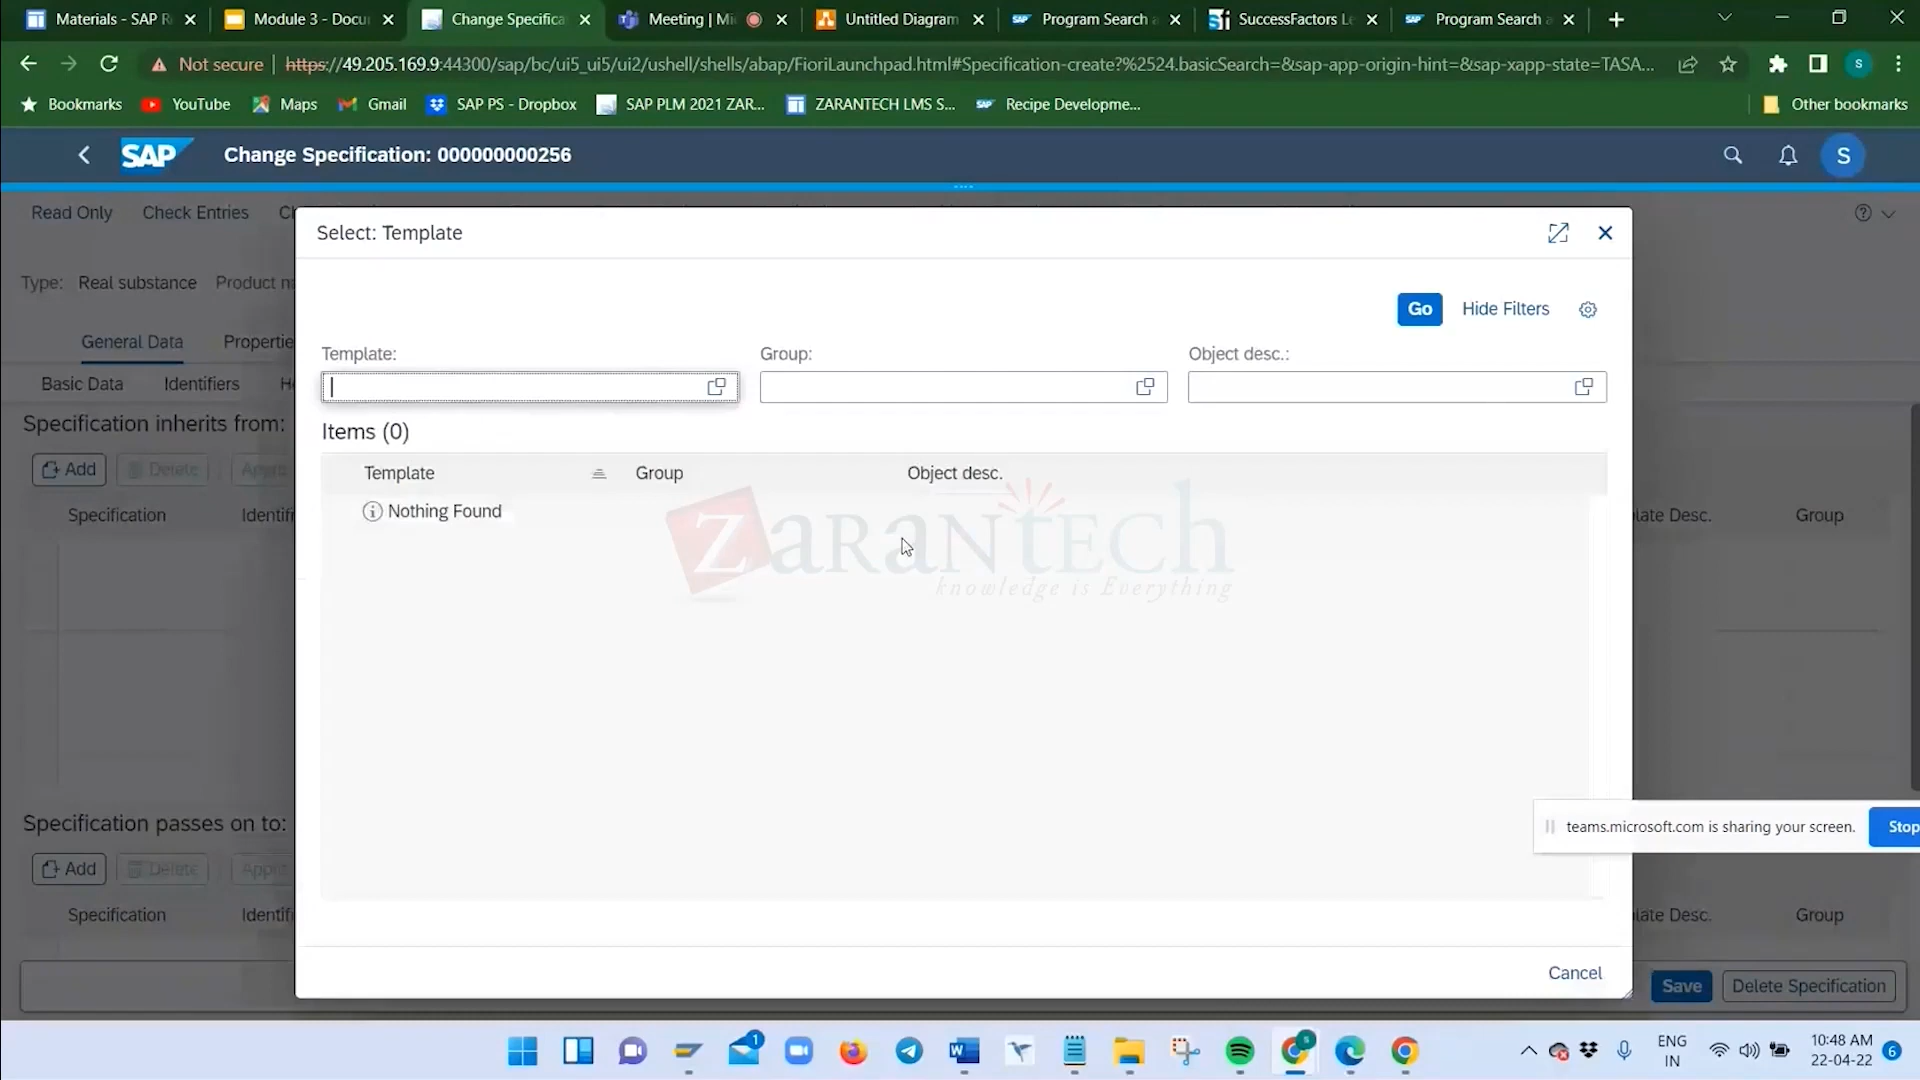 Materials - SAP R
Module 3 - Docu
Change Specifica
Meeting | Mi
Untitled Diagram
Program Search a
SuccessFactors Le
Program Search a
Not secure
https://49.205.169.9:44300/sap/bc/ui5_ui5/ui2/ushell/shells/abap/FioriLaunchpad.html#Specification-create?%2524.basicSearch=&sap-app-origin-hint=&sap-xapp-state=TASA...
S
Bookmarks
YouTube
Maps
Gmail
SAP PS - Dropbox
SAP PLM 2021 ZAR...
ZARANTECH LMS S...
Recipe Developme...
Other bookmarks
SAP
Change Specification: 000000000256
S
Read Only
Check Entries
Type: Real substance
Product n
General Data
Propertie
Basic Data
Identifiers
Specification inherits from:
Add
Delete
Specification
Identifi
late Desc.
Group
Select: Template
Go
Hide Filters
Template:
Group:
Object desc.:
Items (0)
Template
Group
Object desc.
Nothing Found
ZaranTech
knowledge is Everything
teams.microsoft.com is sharing your screen.
Stop
Specification passes on to:
Add
Delete
Specification
Identifi
late Desc.
Group
Cancel
Save
Delete Specification
1
ENG
IN
10:48 AM
22-04-22
6